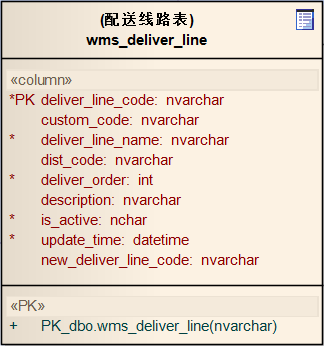 (配送线路表)
wms_deliver_line
«column»
*PK deliver_line_code: nvarchar
custom_code: nvarchar
* deliver_line_name: nvarchar
dist_code: nvarchar
* deliver_order: int
description: nvarchar
* is_active: nchar
* update_time: datetime
new_deliver_line_code: nvarchar
«PK»
+ PK_dbo.wms_deliver_line(nvarchar)